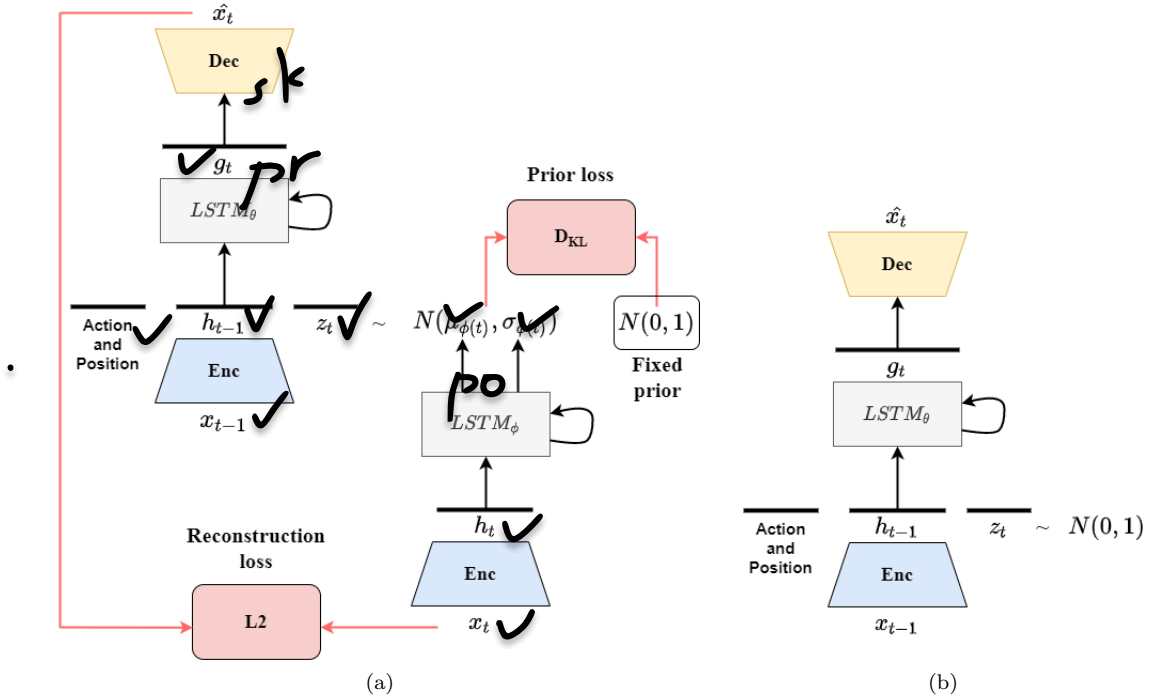 x̂_t
Dec
sk
✓ g_t pr
LSTM_θ
Action and Position ✓
h_{t−1} ✓
z_t ✓ ~ N(μ_{φ(t)}, σ_{φ(t)}) ✓ ✓
Enc
x_{t−1} ✓
Prior loss
D_KL
N(0, 1)
Fixed
prior
po
LSTM_φ
h_t ✓
Enc
x_t ✓
Reconstruction
loss
L2
(a)
x̂_t
Dec
g_t
LSTM_θ
Action
and
Position
h_{t−1}
z_t ~ N(0, 1)
Enc
x_{t−1}
(b)